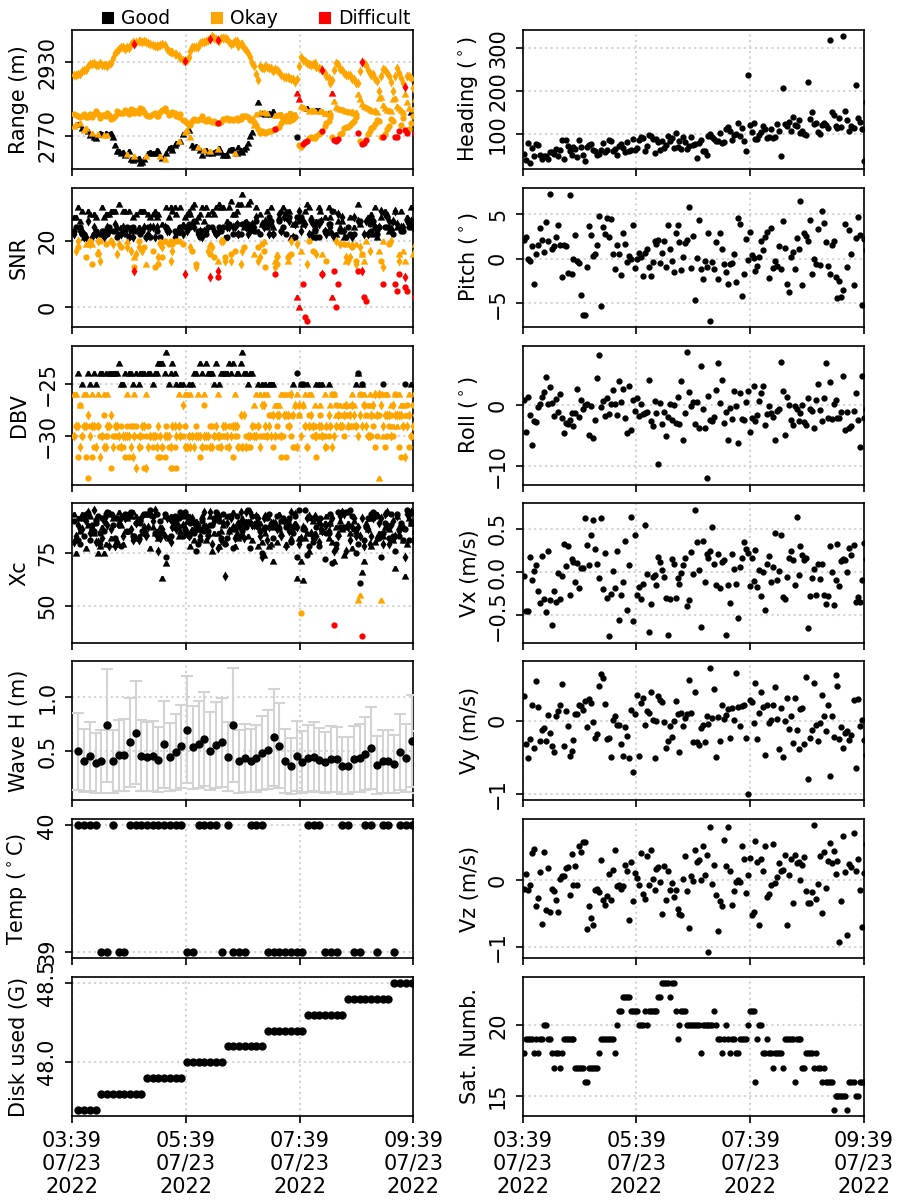 Good Okay Difficult
Range (m)
2930
2770
Heading (°)
300
200
100
SNR
20
0
Pitch (°)
5
0
−5
DBV
−25
−30
Roll (°)
0
−10
Xc
75
50
Vx (m/s)
0.5
0.0
−0.5
Wave H (m)
1.0
0.5
Vy (m/s)
0
−1
Temp (°C)
40
39
Vz (m/s)
0
−1
Disk used (G)
48.5
48.0
Sat. Numb.
20
15
03:39 05:39 07:39 09:39
07/23 07/23 07/23 07/23
2022 2022 2022 2022
03:39 05:39 07:39 09:39
07/23 07/23 07/23 07/23
2022 2022 2022 2022